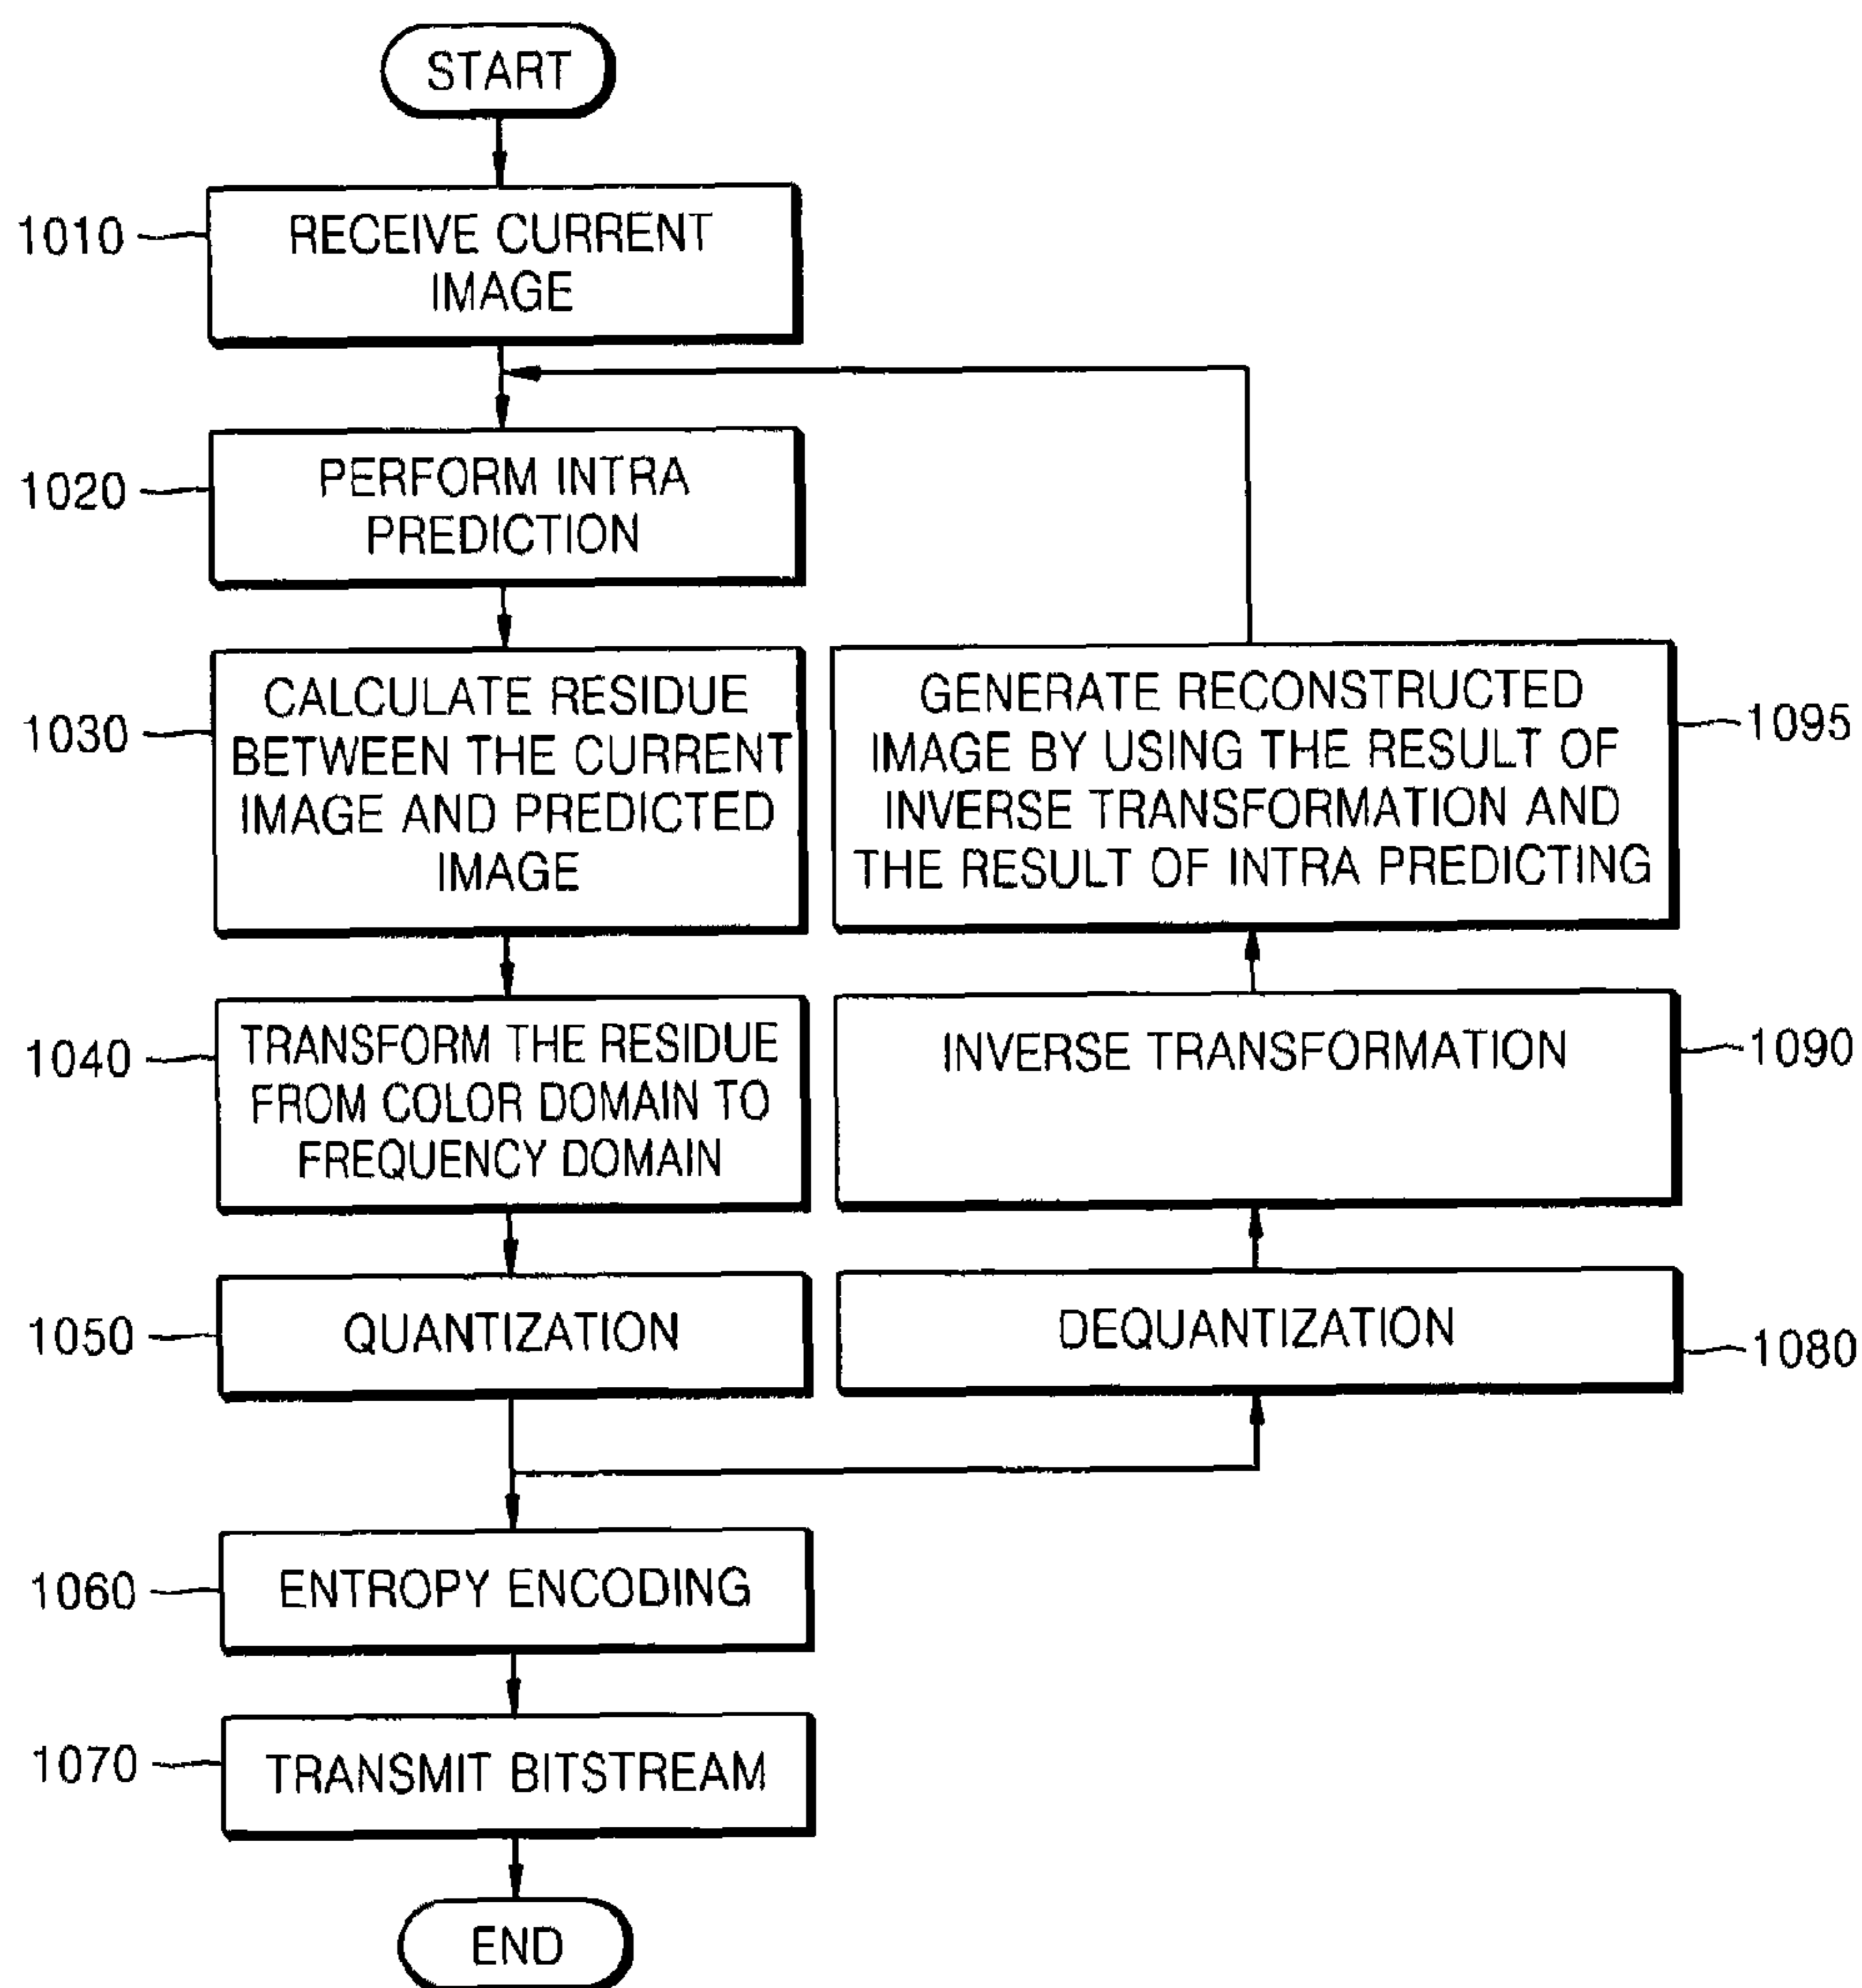 START
1010
RECEIVE CURRENT
IMAGE
1020
PERFORM INTRA
PREDICTION
1030
CALCULATE RESIDUE
BETWEEN THE CURRENT
IMAGE AND PREDICTED
IMAGE
GENERATE RECONSTRUCTED
IMAGE BY USING THE RESULT OF
INVERSE TRANSFORMATION AND
THE RESULT OF INTRA PREDICTING
1095
1040
TRANSFORM THE RESIDUE
FROM COLOR DOMAIN TO
FREQUENCY DOMAIN
INVERSE TRANSFORMATION
1090
1050
QUANTIZATION
DEQUANTIZATION
1080
1060
ENTROPY ENCODING
1070
TRANSMIT BITSTREAM
END